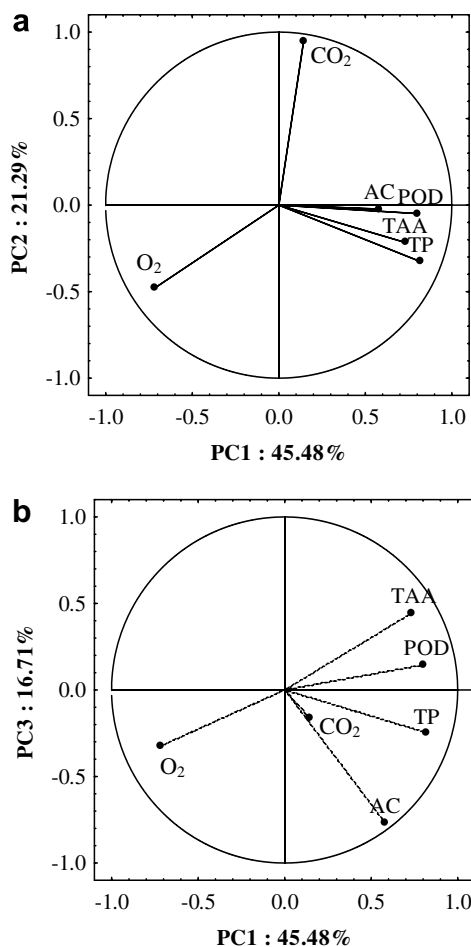 a
1.0
CO₂
0.5
AC POD
0.0
TAA
TP
O₂
-0.5
-1.0
PC2 : 21.29%
-1.0 -0.5 0.0 0.5 1.0
PC1 : 45.48%
b
1.0
TAA
0.5
POD
0.0
TP
CO₂
O₂
-0.5
AC
-1.0
PC3 : 16.71%
-1.0 -0.5 0.0 0.5 1.0
PC1 : 45.48%